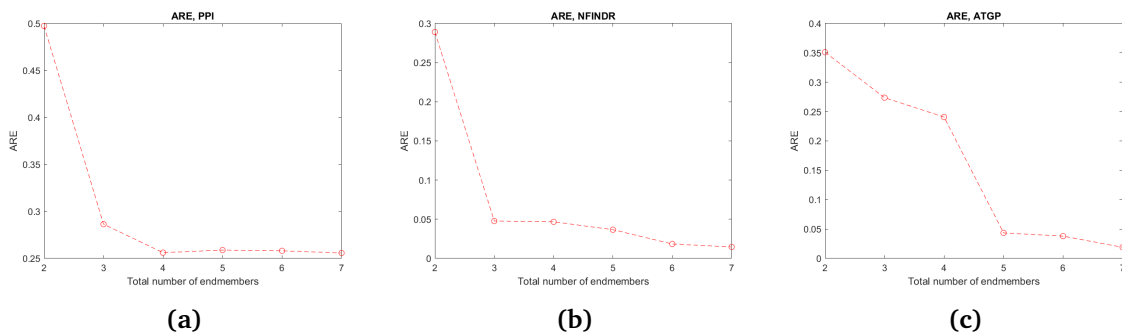 ARE, PPI
0.5
0.45
0.4
0.35
0.3
0.25
ARE
2 3 4 5 6 7
Total number of endmembers
(a)
ARE, NFINDR
0.3
0.25
0.2
0.15
0.1
0.05
0
ARE
2 3 4 5 6 7
Total number of endmembers
(b)
ARE, ATGP
0.4
0.35
0.3
0.25
0.2
0.15
0.1
0.05
0
ARE
2 3 4 5 6 7
Total number of endmembers
(c)